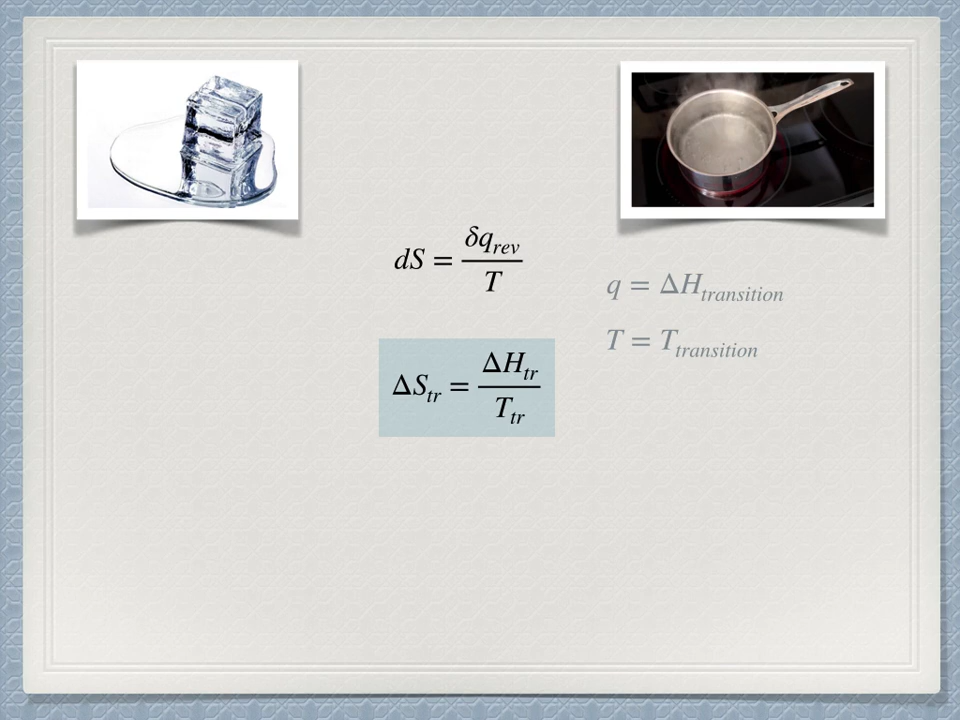 dS = δq_rev / T
q = ΔH_transition
T = T_transition
ΔS_tr = ΔH_tr / T_tr